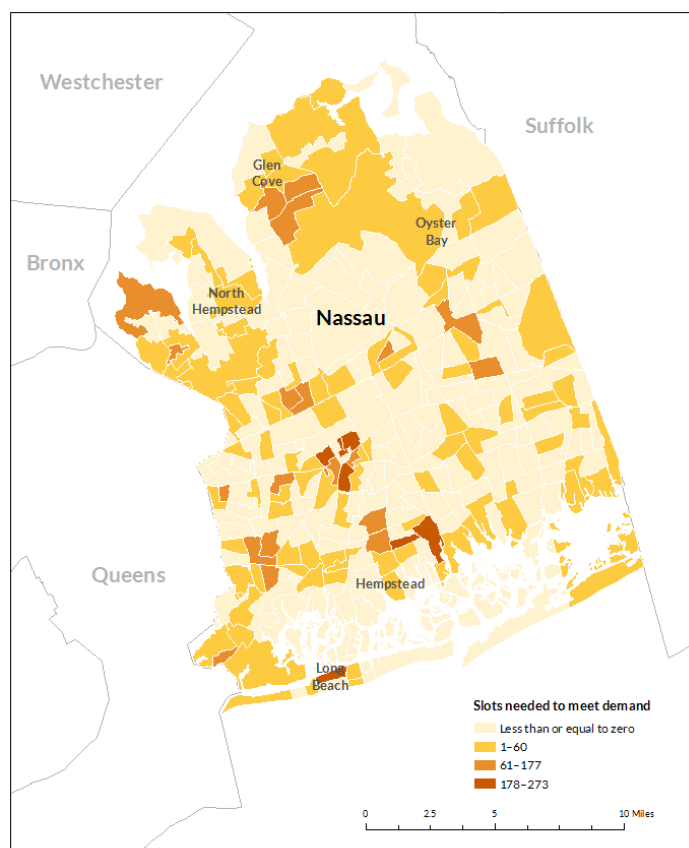 Westchester
Suffolk
Glen
Cove
Oyster
Bay
Bronx
North
Hempstead
Nassau
Queens
Hempstead
Long
Beach
Slots needed to meet demand
Less than or equal to zero
1–60
61–177
178–273
0 2.5 5 10 Miles